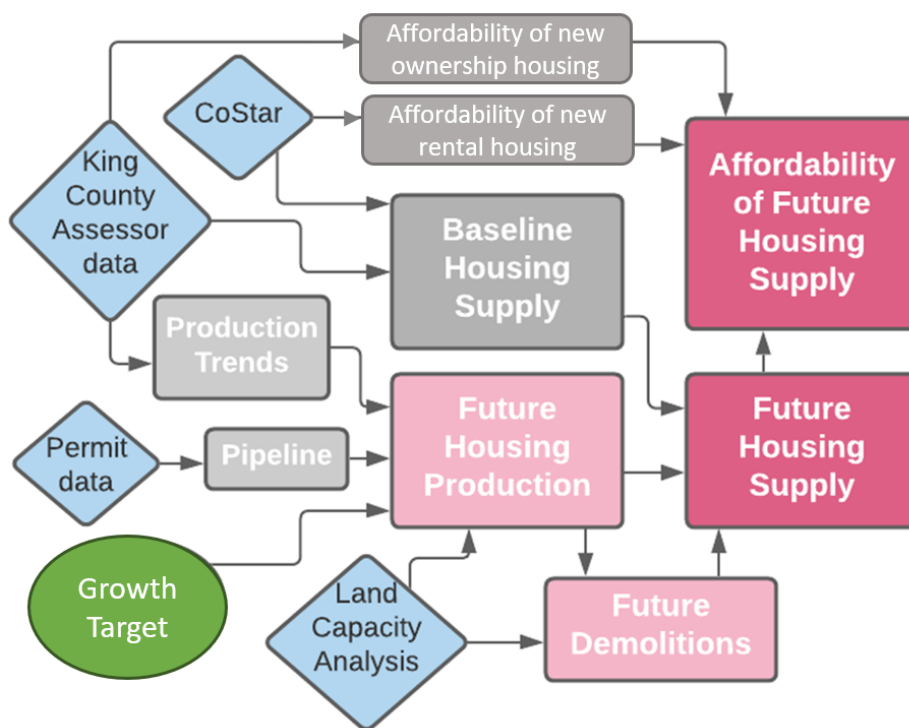 Affordability of new
ownership housing
CoStar
Affordability of new
rental housing
King
County
Assessor
data
Affordability
of Future
Housing
Supply
Baseline
Housing
Supply
Production
Trends
Future
Housing
Production
Future
Housing
Supply
Permit
data
Pipeline
Growth
Target
Land
Capacity
Analysis
Future
Demolitions